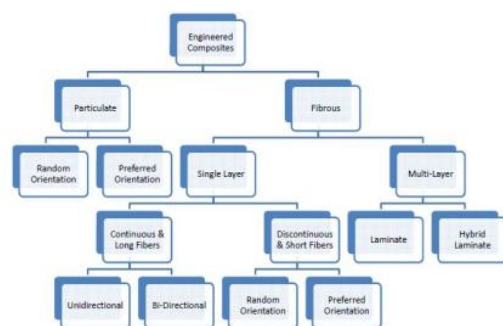 Engineered
Composites
Particulate
Fibrous
Random
Orientation
Preferred
Orientation
Single Layer
Multi-Layer
Continuous &
Long Fibers
Discontinuous
& Short Fibers
Laminate
Hybrid
Laminate
Unidirectional
Bi-Directional
Random
Orientation
Preferred
Orientation